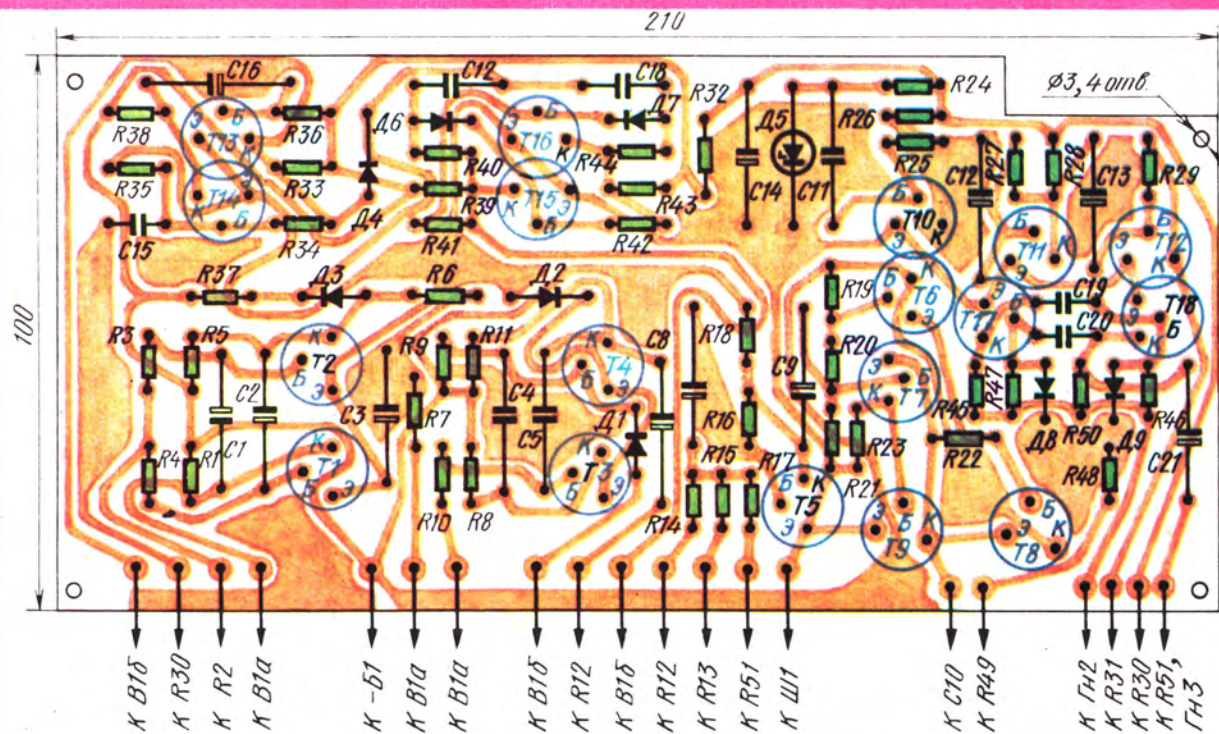 210
100
Ø3, 4 отв.
C16
C12
C18
R32
Д7
R24
R38
Э
Б
T13
К
R36
Д6
Б
Э
T16
К
R44
Д5
R26
R25
C12
R27
R28
C13
R29
R35
Э
T14
К
Б
R33
R40
R39
T15
К
Э
Б
R43
C14
C11
C15
R34
Д4
R41
R42
Б
T10
Э
К
Б
T11
К
Э
Б
T12
Э
К
R37
Д3
R6
Д2
R19
К
Б
T6
Э
Э
Б
T17
К
C19
C20
Э
T18
Б
К
R3
R5
К
T2
Б
Э
R9
R11
К
T4
Б
Э
C8
R18
C9
R20
Э
Б
К
T7
R45
R47
R46
C2
C1
C3
R7
C4
C5
Д1
R16
R23
R22
Д8
R50
Д9
C21
R4
R1
К
T1
Б
Э
R10
R8
К
T3
Б
Э
R14
R15
R17
К
Б
T5
Э
R21
Б
К
Э
T9
Б
Э
T8
К
R48
К В1б
К R30
К R2
К В1а
К -Б1
К В1а
К В1а
К В1б
К R12
К В1б
К R12
К R13
К R51
К Ш1
К C10
К R49
К Гн2
К R31
К R30
К R51,
Гн3